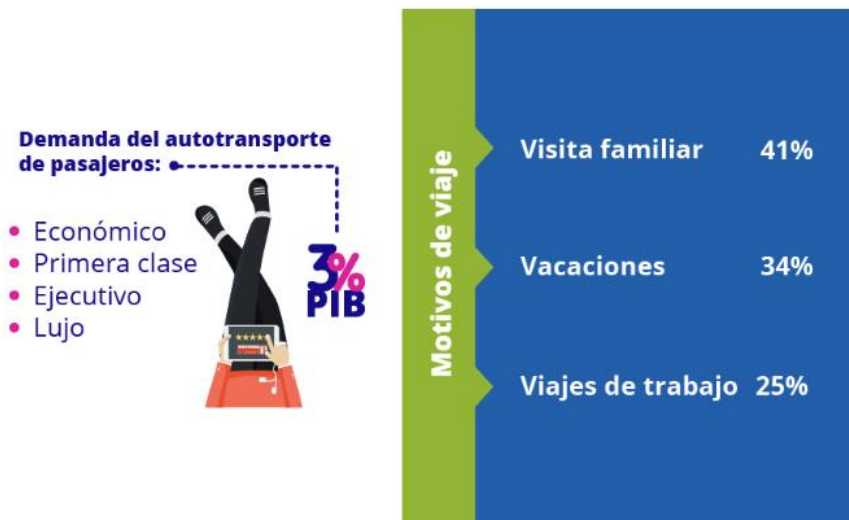 Demanda del autotransporte
de pasajeros:
• Económico
• Primera clase
• Ejecutivo
• Lujo
3%
PIB
Motivos de viaje
Visita familiar 41%
Vacaciones 34%
Viajes de trabajo 25%